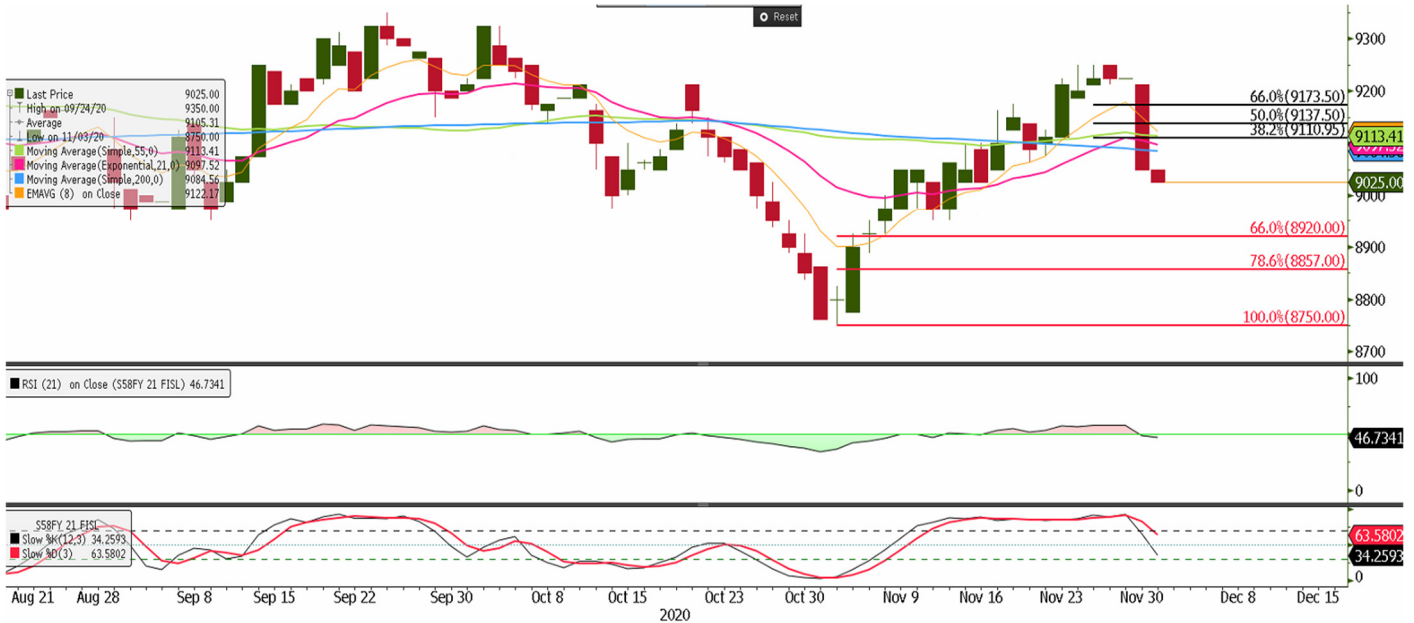 Reset
9300
9200
9000
8900
8800
8700
Last Price 9025.00
High on 09/24/20 9350.00
Average 9105.31
Low on 11/03/20 8750.00
Moving Average(Simple,55,0) 9113.41
Moving Average(Exponential,21,0) 9097.52
Moving Average(Simple,200,0) 9084.56
EMAVG (8) on Close 9122.17
66.0%(9173.50)
50.0%(9137.50)
38.2%(9110.95)
9113.41
9097.52
9025.00
66.0%(8920.00)
78.6%(8857.00)
100.0%(8750.00)
RSI (21) on Close (S58FY 21 FISL) 46.7341
100
46.7341
0
S58FY 21 FISL
Slow %K(12,3) 34.2593
Slow %D(3) 63.5802
63.5802
34.2593
0
Aug 21 Aug 28 Sep 8 Sep 15 Sep 22 Sep 30 Oct 8 Oct 15 Oct 23 Oct 30 Nov 9 Nov 16 Nov 23 Nov 30 Dec 8 Dec 15
2020